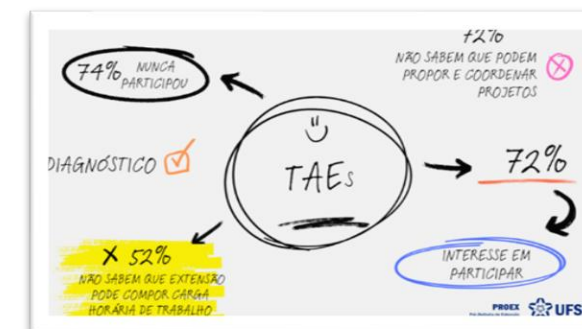 72%
NÃO SABEM QUE PODEM
PROPOR E COORDENAR
PROJETOS
74% NUNCA
PARTICIPOU
DIAGNÓSTICO
TAEs
72%
INTERESSE EM
PARTICIPAR
X 52%
NÃO SABEM QUE EXTENSÃO
PODE COMPOR CARGA
HORÁRIA DE TRABALHO
PROEX
UFS